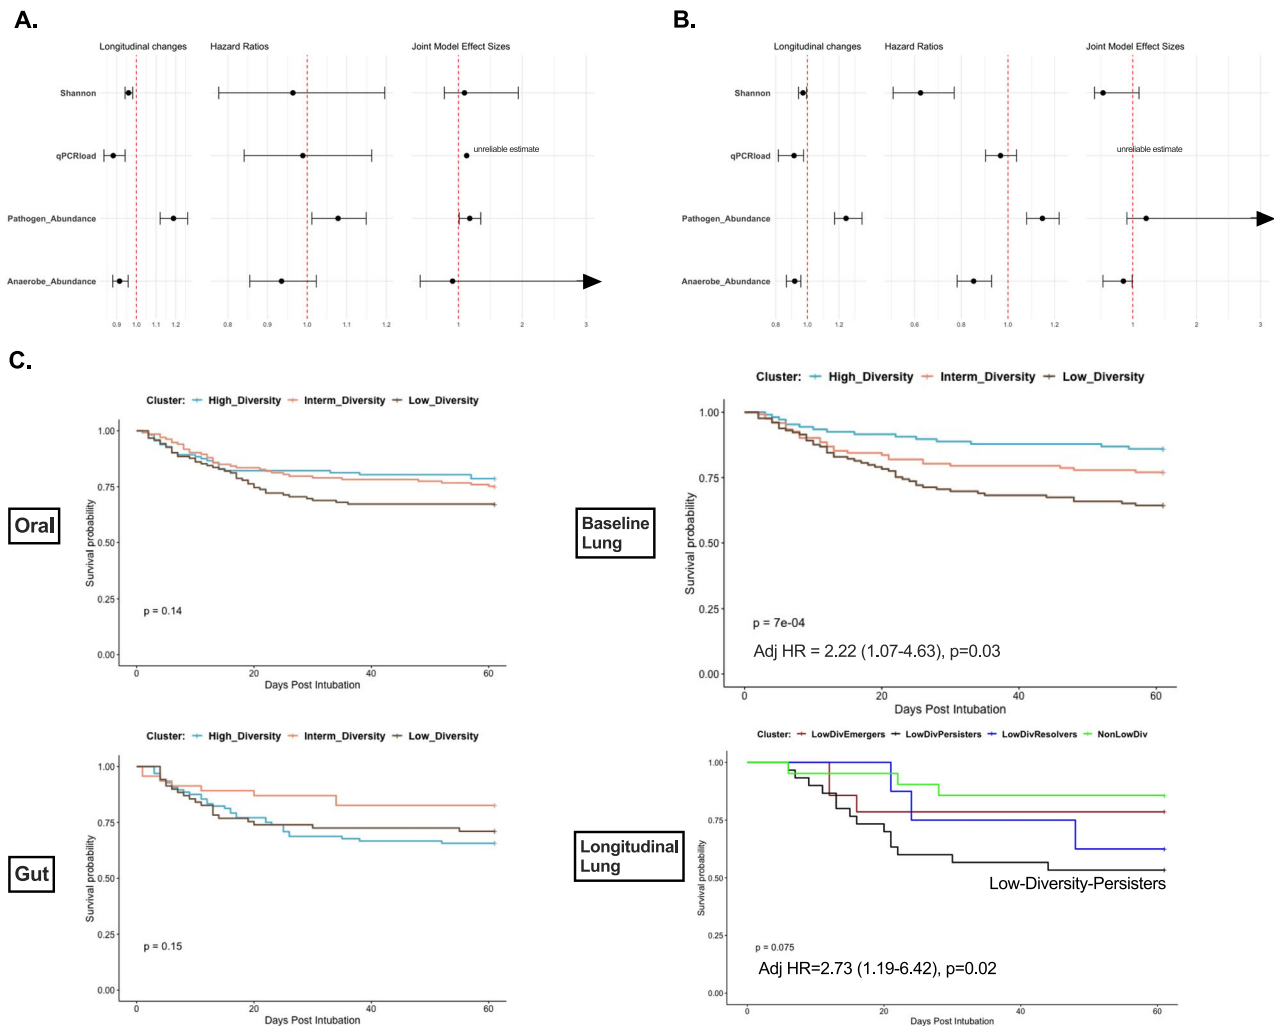 A.
Longitudinal changes Hazard Ratios Joint Model Effect Sizes
Shannon
qPCRload
unreliable estimate
Pathogen_Abundance
Anaerobe_Abundance
0.9 1.0 1.1 1.2 0.8 0.9 1.0 1.1 1.2 1 2 3
B.
Longitudinal changes Hazard Ratios Joint Model Effect Sizes
Shannon
qPCRload
unreliable estimate
Pathogen_Abundance
Anaerobe_Abundance
0.8 1.0 1.2 0.6 0.8 1.0 1.2 1 2 3
C.
Oral
Cluster: High_Diversity Interm_Diversity Low_Diversity
Survival probability
1.00
0.75
0.50
0.25
0.00
p = 0.14
0 20 40 60
Days Post Intubation
Baseline
Lung
Cluster: High_Diversity Interm_Diversity Low_Diversity
Survival probability
1.00
0.75
0.50
0.25
0.00
p = 7e-04
Adj HR = 2.22 (1.07-4.63), p=0.03
0 20 40 60
Days Post Intubation
Gut
Cluster: High_Diversity Interm_Diversity Low_Diversity
Survival probability
1.00
0.75
0.50
0.25
0.00
p = 0.15
0 20 40 60
Days Post Intubation
Longitudinal
Lung
Cluster: LowDivEmergers LowDivPersisters LowDivResolvers NonLowDiv
Survival probability
1.00
0.75
0.50
0.25
0.00
Low-Diversity-Persisters
p = 0.075
Adj HR=2.73 (1.19-6.42), p=0.02
0 20 40 60
Days Post Intubation